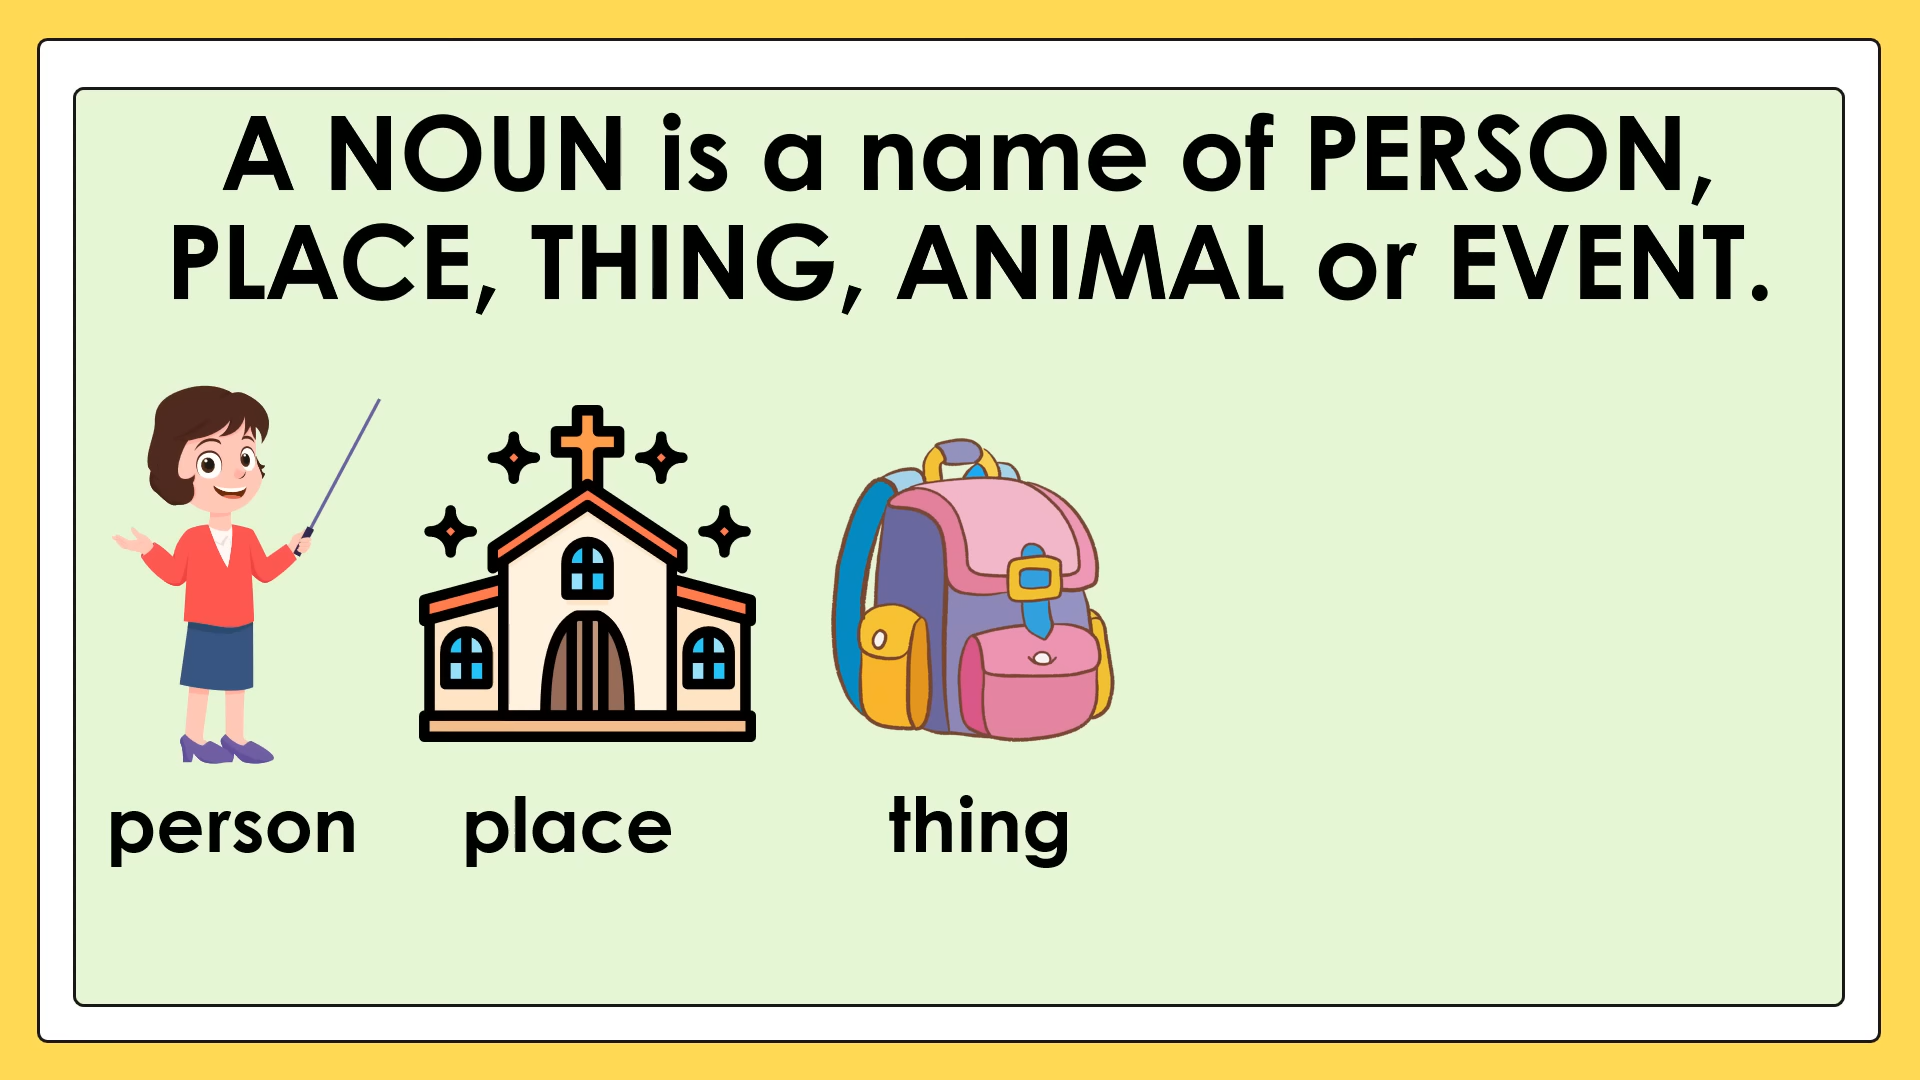 A NOUN is a name of PERSON,
PLACE, THING, ANIMAL or EVENT.
person place thing